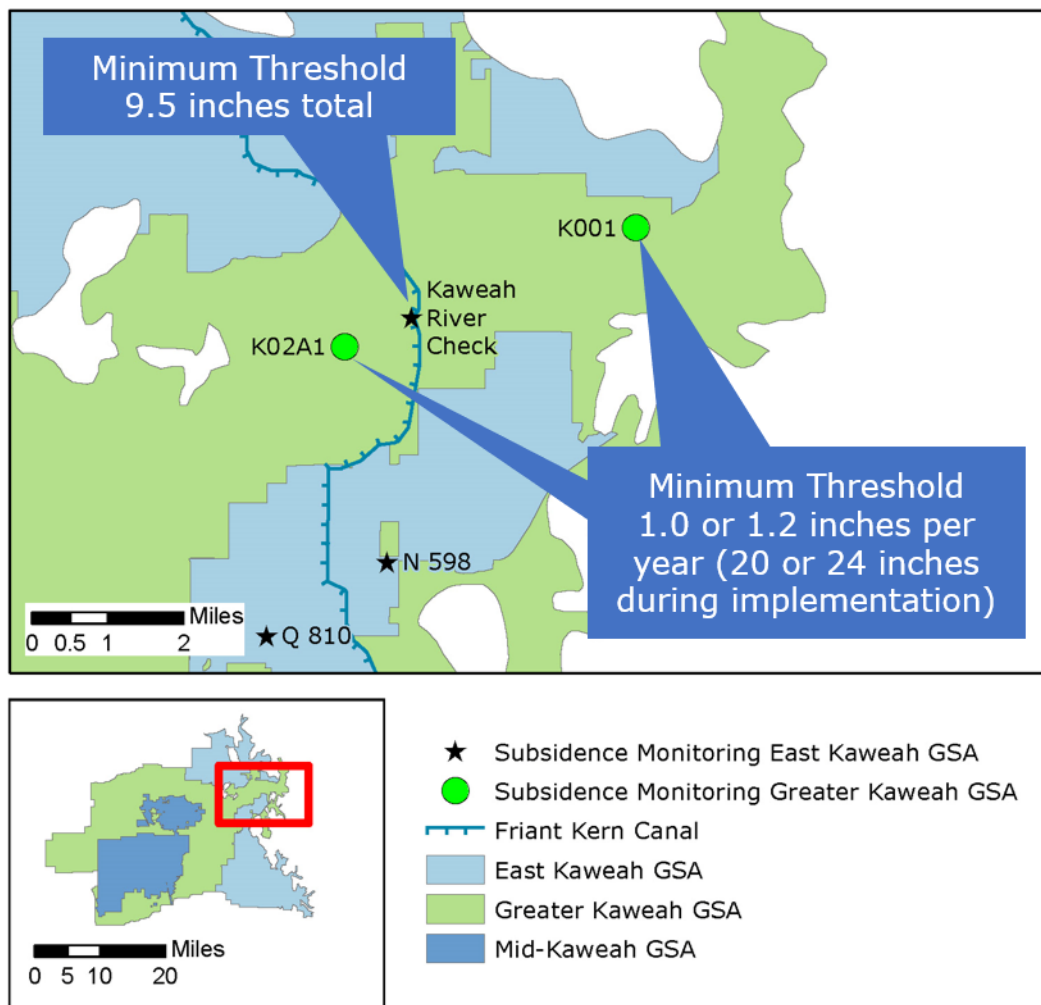 Minimum Threshold
9.5 inches total
K001
Kaweah
River
Check
K02A1
Minimum Threshold
1.0 or 1.2 inches per
year (20 or 24 inches
during implementation)
N 598
Q 810
Miles
0 0.5 1 2
Subsidence Monitoring East Kaweah GSA
Subsidence Monitoring Greater Kaweah GSA
Friant Kern Canal
East Kaweah GSA
Greater Kaweah GSA
Mid-Kaweah GSA
Miles
0 5 10 20